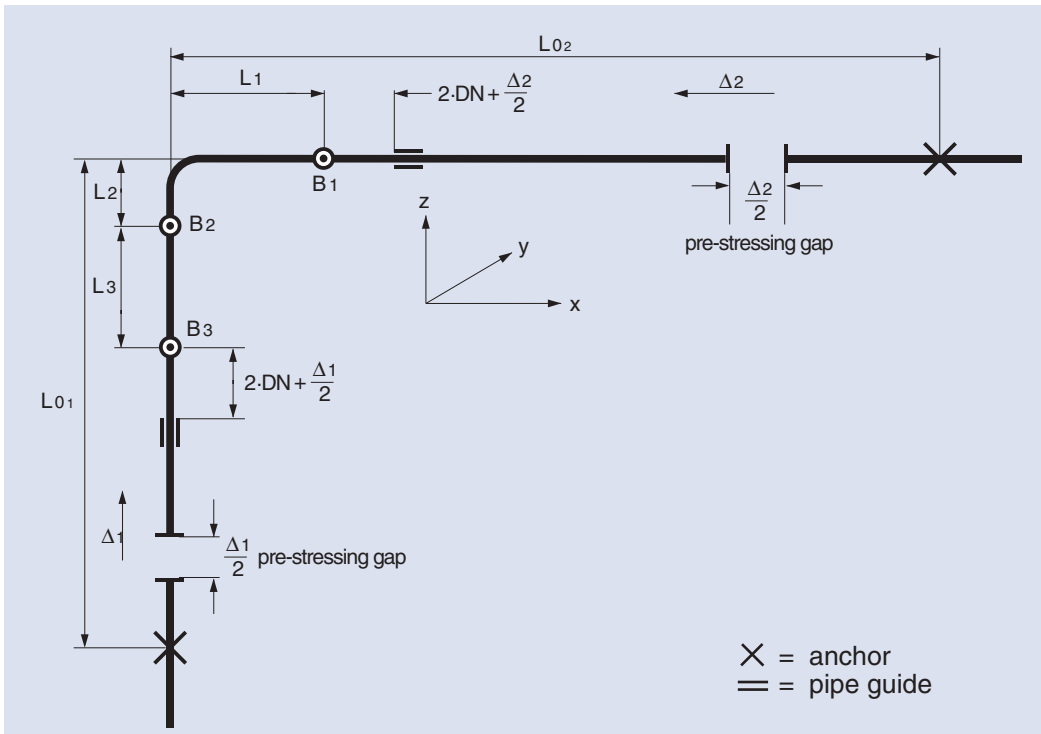 L02
L1
2·DN + Δ2/2
Δ2
B1
L2
B2
Δ2/2
pre-stressing gap
z
y
x
L3
B3
L01
2·DN + Δ1/2
Δ1
Δ1/2 pre-stressing gap
= anchor
= pipe guide